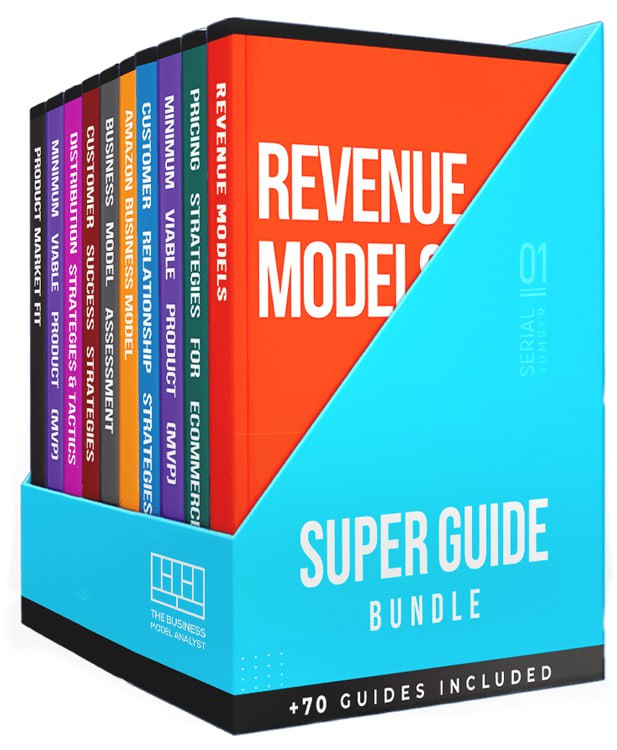 PRODUCT MARKET FIT
MINIMUM VIABLE PRODUCT (MVP)
DISTRIBUTION STRATEGIES & TACTICS
CUSTOMER SUCCESS STRATEGIES
BUSINESS MODEL ASSESSMENT
AMAZON BUSINESS MODEL
CUSTOMER RELATIONSHIP STRATEGIES
MINIMUM VIABLE PRODUCT (MVP)
PRICING STRATEGIES FOR ECOMMERC
REVENUE MODELS
REVENUE
MODELS
SERIAL
NUMBER
01
SUPER GUIDE
BUNDLE
THE BUSINESS
MODEL ANALYST
+70 GUIDES INCLUDED